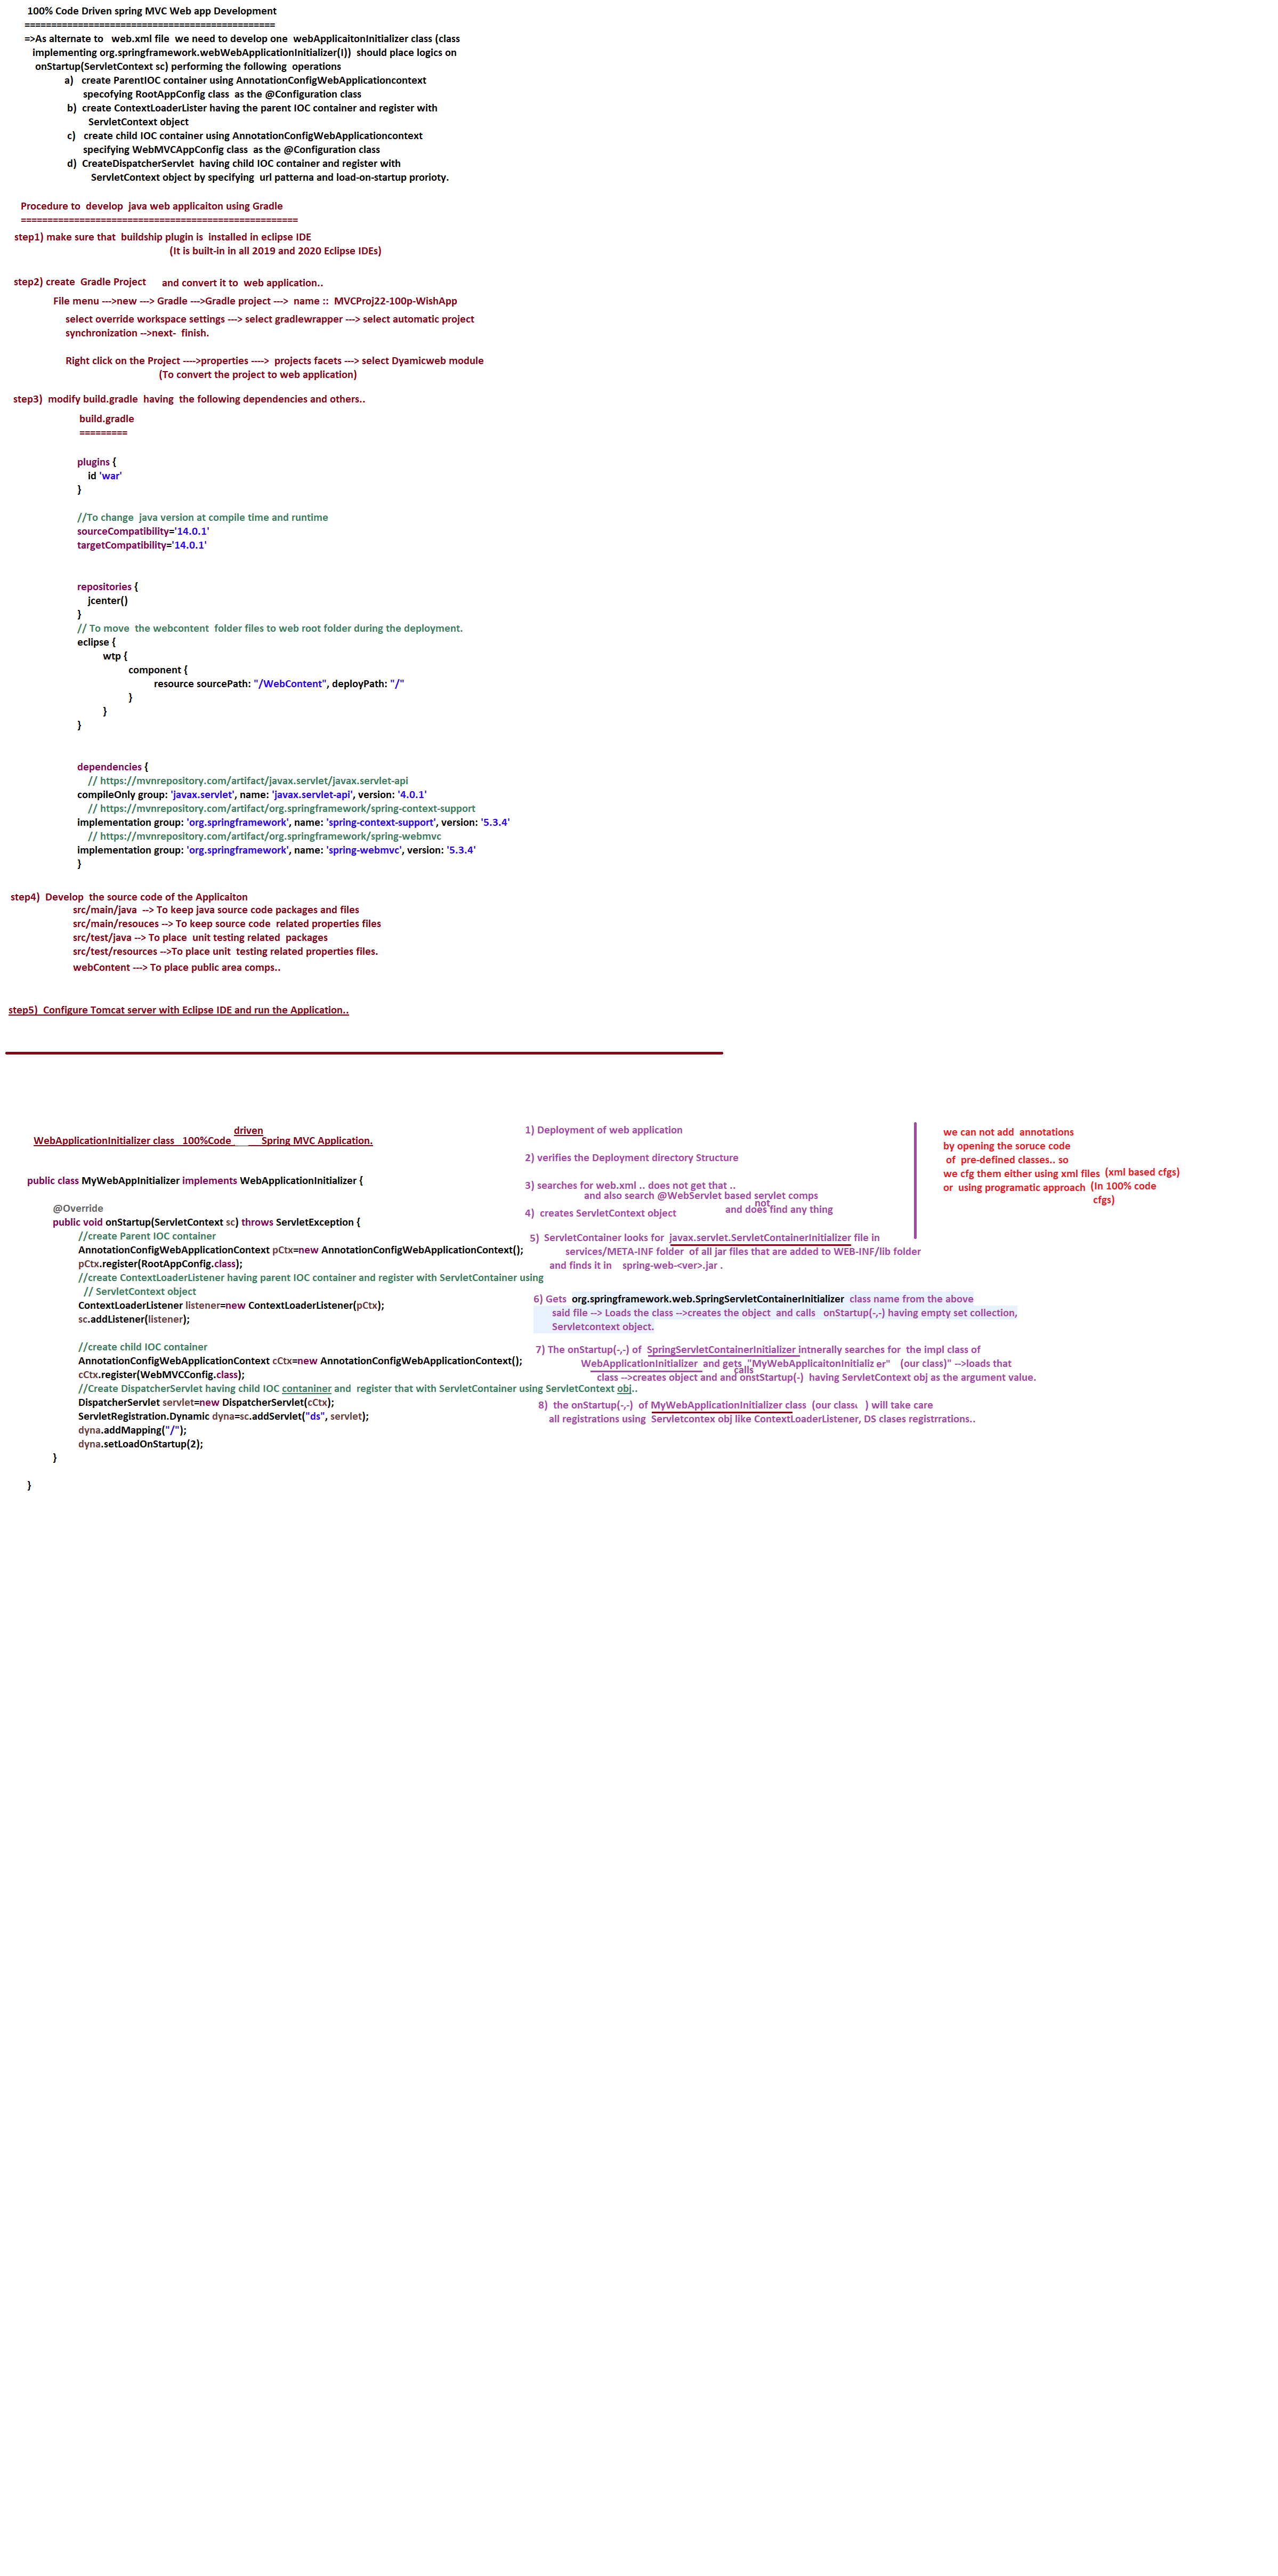 100% Code Driven spring MVC Web app Development
===============================================
=>As alternate to   web.xml file  we need to develop one  webApplicaitonInitializer class (class
implementing org.springframework.webWebApplicationInitializer(I))  should place logics on
onStartup(ServletContext sc) performing the following  operations
a)   create ParentIOC container using AnnotationConfigWebApplicationcontext
specofying RootAppConfig class  as the @Configuration class
b)  create ContextLoaderLister having the parent IOC container and register with
ServletContext object
c)   create child IOC container using AnnotationConfigWebApplicationcontext
specifying WebMVCAppConfig class  as the @Configuration class
d)  CreateDispatcherServlet  having child IOC container and register with
ServletContext object by specifying  url patterna and load-on-startup prorioty.
Procedure to  develop  java web applicaiton using Gradle
====================================================
step1) make sure that  buildship plugin is  installed in eclipse IDE
(It is built-in in all 2019 and 2020 Eclipse IDEs)
step2) create  Gradle Project      and convert it to  web application..
File menu --->new ---> Gradle --->Gradle project --->  name ::  MVCProj22-100p-WishApp
select override workspace settings ---> select gradlewrapper ---> select automatic project
synchronization -->next-  finish.
Right click on the Project ---->properties ---->  projects facets ---> select Dyamicweb module
(To convert the project to web application)
step3)  modify build.gradle  having  the following dependencies and others..
build.gradle
=========
plugins {
id 'war'
}
//To change  java version at compile time and runtime
sourceCompatibility='14.0.1'
targetCompatibility='14.0.1'
repositories {
jcenter()
}
// To move  the webcontent  folder files to web root folder during the deployment.
eclipse {
wtp {
component {
resource sourcePath: "/WebContent", deployPath: "/"
}
}
}
dependencies {
// https://mvnrepository.com/artifact/javax.servlet/javax.servlet-api
compileOnly group: 'javax.servlet', name: 'javax.servlet-api', version: '4.0.1'
// https://mvnrepository.com/artifact/org.springframework/spring-context-support
implementation group: 'org.springframework', name: 'spring-context-support', version: '5.3.4'
// https://mvnrepository.com/artifact/org.springframework/spring-webmvc
implementation group: 'org.springframework', name: 'spring-webmvc', version: '5.3.4'
}
step4)  Develop  the source code of the Applicaiton
src/main/java  --> To keep java source code packages and files
src/main/resouces --> To keep source code  related properties files
src/test/java --> To place  unit testing related  packages
src/test/resources -->To place unit  testing related properties files.
webContent ---> To place public area comps..
step5)  Configure Tomcat server with Eclipse IDE and run the Application..
driven
WebApplicationInitializer class   100%Code      Spring MVC Application.
public class MyWebAppInitializer implements WebApplicationInitializer {
@Override
public void onStartup(ServletContext sc) throws ServletException {
//create Parent IOC container
AnnotationConfigWebApplicationContext pCtx=new AnnotationConfigWebApplicationContext();
pCtx.register(RootAppConfig.class);
//create ContextLoaderListener having parent IOC container and register with ServletContainer using
// ServletContext object
ContextLoaderListener listener=new ContextLoaderListener(pCtx);
sc.addListener(listener);
//create child IOC container
AnnotationConfigWebApplicationContext cCtx=new AnnotationConfigWebApplicationContext();
cCtx.register(WebMVCConfig.class);
//Create DispatcherServlet having child IOC contaniner and  register that with ServletContainer using ServletContext obj..
DispatcherServlet servlet=new DispatcherServlet(cCtx);
ServletRegistration.Dynamic dyna=sc.addServlet("ds", servlet);
dyna.addMapping("/");
dyna.setLoadOnStartup(2);
}
}
1) Deployment of web application
2) verifies the Deployment directory Structure
3) searches for web.xml .. does not get that ..
and also search @WebServlet based servlet comps
not
and does find any thing
4)  creates ServletContext object
5)  ServletContainer looks for  javax.servlet.ServletContainerInitializer file in
services/META-INF folder  of all jar files that are added to WEB-INF/lib folder
and finds it in    spring-web-<ver>.jar .
6) Gets  org.springframework.web.SpringServletContainerInitializer  class name from the above
said file --> Loads the class -->creates the object  and calls   onStartup(-,-) having empty set collection,
Servletcontext object.
7) The onStartup(-,-) of  SpringServletContainerInitializer intnerally searches for  the impl class of
WebApplicationInitializer  and gets  "MyWebApplicaitonInitializ er"    (our class)" -->loads that
calls
class -->creates object and and onstStartup(-)  having ServletContext obj as the argument value.
8)  the onStartup(-,-)  of MyWebApplicationInitializer class  (our class   ) will take care
all registrations using  Servletcontex obj like ContextLoaderListener, DS clases registrrations..
we can not add  annotations
by opening the soruce code
of  pre-defined classes.. so
we cfg them either using xml files  (xml based cfgs)
or  using programatic approach  (In 100% code
cfgs)